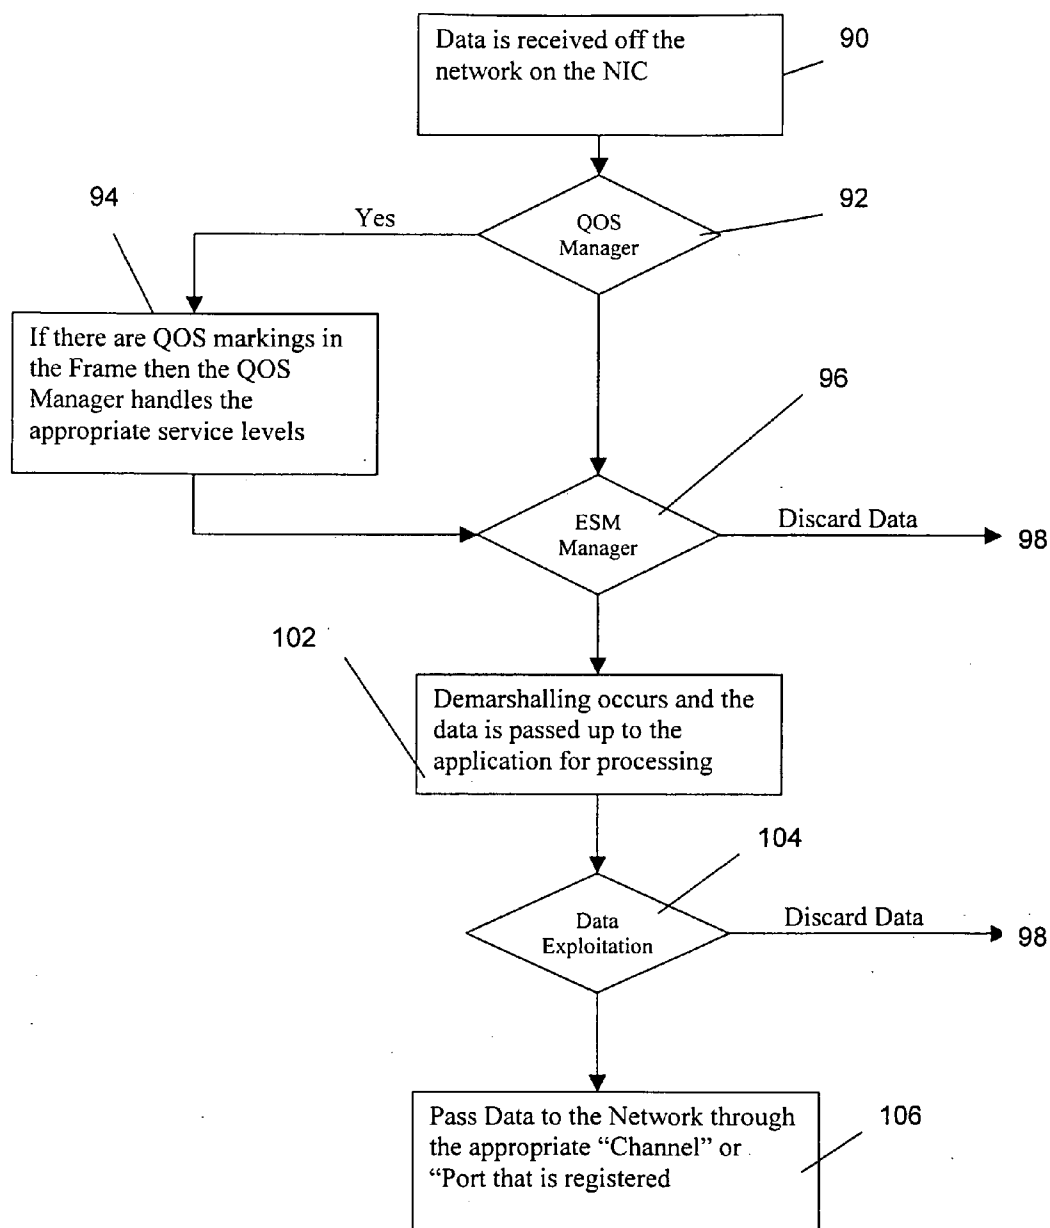 Data is received off the
network on the NIC
90
94
Yes
QOS
Manager
92
If there are QOS markings in
the Frame then the QOS
Manager handles the
appropriate service levels
96
ESM
Manager
Discard Data
98
102
Demarshalling occurs and the
data is passed up to the
application for processing
104
Data
Exploitation
Discard Data
98
Pass Data to the Network through
the appropriate “Channel” or
“Port that is registered
106